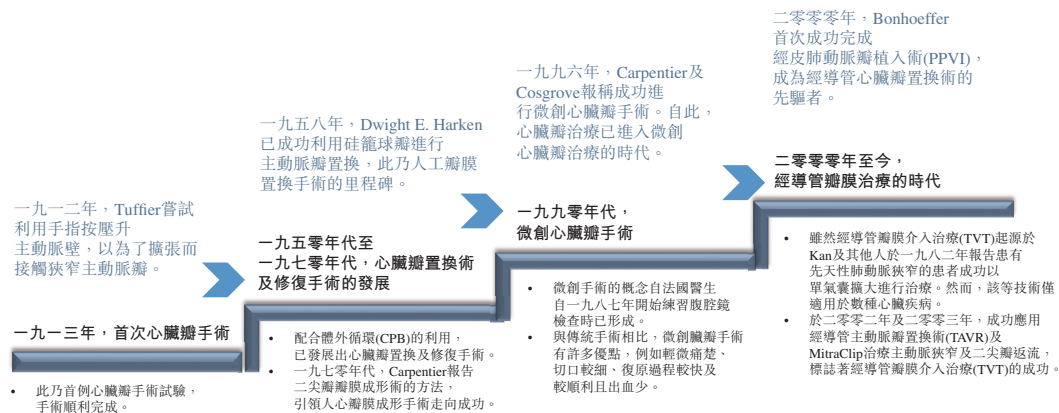 一九一二年，Tuffier嘗試
利用手指按壓升
主動脈壁，以為了擴張而
接觸狹窄主動脈瓣。
一九一三年，首次心臟瓣手術
• 此乃首例心臟瓣手術試驗，
手術順利完成。
一九五八年，Dwight E. Harken
已成功利用硅籠球瓣進行
主動脈瓣置換，此乃人工瓣膜
置換手術的里程碑。
一九五零年代至
一九七零年代，心臟瓣置換術
及修復手術的發展
• 配合體外循環(CPB)的利用，
已發展出心臟瓣置換及修復手術。
• 一九七零年代，Carpentier報告
二尖瓣瓣膜成形術的方法，
引領人心瓣膜成形手術走向成功。
一九九六年，Carpentier及
Cosgrove報稱成功進
行微創心臟瓣手術。自此，
心臟瓣治療已進入微創
心臟瓣治療的時代。
一九九零年代，
微創心臟瓣手術
• 微創手術的概念自法國醫生
自一九八七年開始練習腹腔鏡
檢查時已形成。
• 與傳統手術相比，微創臟瓣手術
有許多優點，例如輕微痛楚、
切口較細、復原過程較快及
較順利且出血少。
二零零零年，Bonhoeffer
首次成功完成
經皮肺動脈瓣植入術(PPVI)，
成為經導管心臟瓣置換術的
先驅者。
二零零零年至今，
經導管瓣膜治療的時代
• 雖然經導管瓣膜介入治療(TVT)起源於
Kan及其他人於一九八二年報告患有
先天性肺動脈狹窄的患者成功以
單氣囊擴大進行治療。然而，該等技術僅
適用於數種心臟疾病。
• 於二零零二年及二零零三年，成功應用
經導管主動脈瓣置換術(TAVR)及
MitraClip治療主動脈狹窄及二尖瓣返流，
標誌著經導管瓣膜介入治療(TVT)的成功。